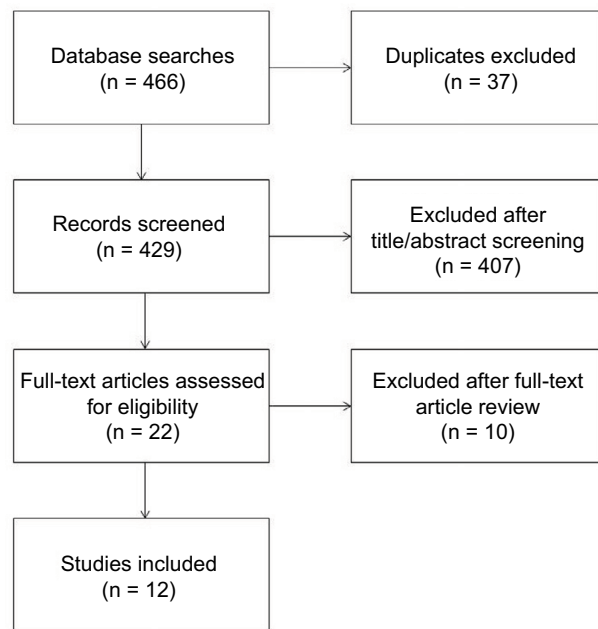 Database searches
(n = 466)
Duplicates excluded
(n = 37)
Records screened
(n = 429)
Excluded after
title/abstract screening
(n = 407)
Full-text articles assessed
for eligibility
(n = 22)
Excluded after full-text
article review
(n = 10)
Studies included
(n = 12)